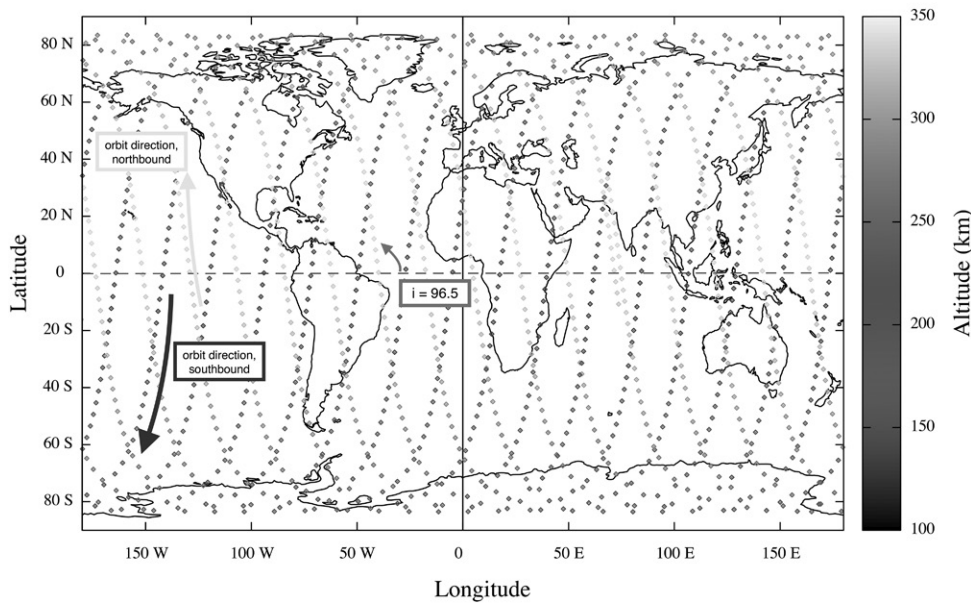 80 N
60 N
40 N
20 N
0
20 S
40 S
60 S
80 S
Latitude
orbit direction,
northbound
orbit direction,
southbound
i = 96.5
150 W
100 W
50 W
0
50 E
100 E
150 E
Longitude
350
300
250
200
150
100
Altitude (km)